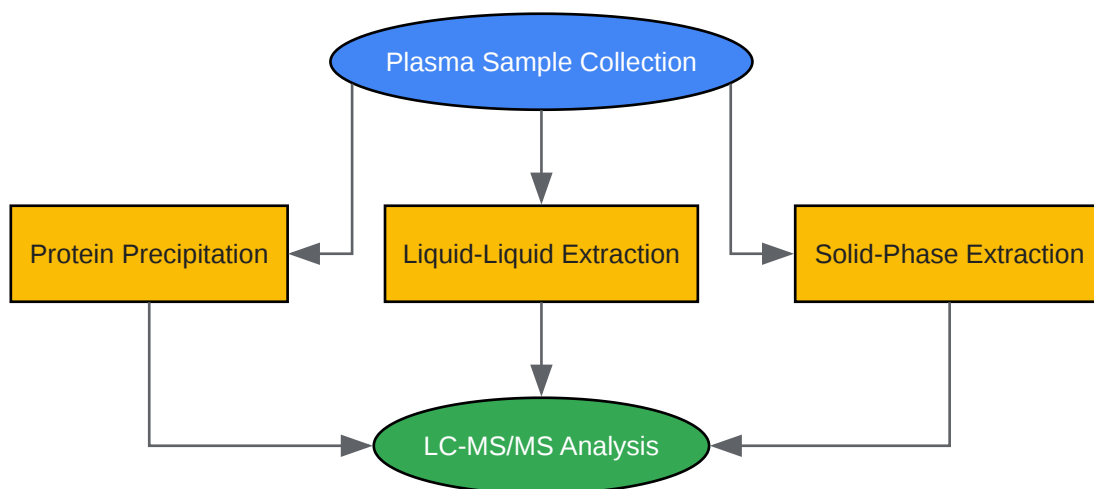 Plasma Sample Collection
Protein Precipitation
Liquid-Liquid Extraction
Solid-Phase Extraction
LC-MS/MS Analysis